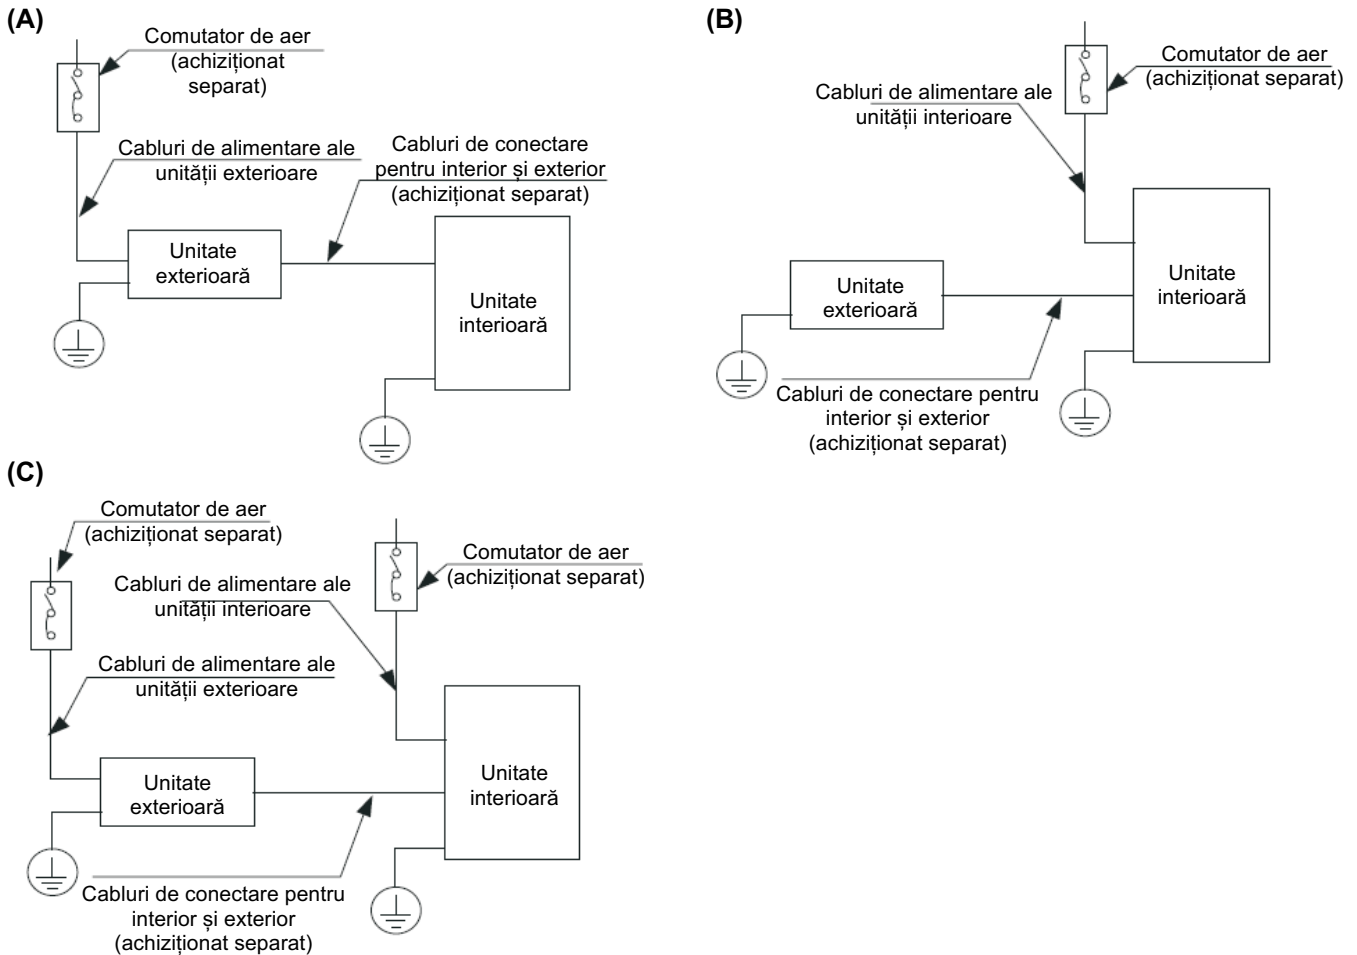 (A)
Comutator de aer
(achiziționat
separat)
Cabluri de alimentare ale
unității exterioare
Cabluri de conectare
pentru interior și exterior
(achiziționat separat)
Unitate
exterioară
Unitate
interioară
(B)
Comutator de aer
(achiziționat separat)
Cabluri de alimentare ale
unității interioare
Unitate
exterioară
Unitate
interioară
Cabluri de conectare pentru
interior și exterior
(achiziționat separat)
(C)
Comutator de aer
(achiziționat separat)
Comutator de aer
(achiziționat separat)
Cabluri de alimentare ale
unității interioare
Cabluri de alimentare ale
unității exterioare
Unitate
exterioară
Unitate
interioară
Cabluri de conectare pentru
interior și exterior
(achiziționat separat)